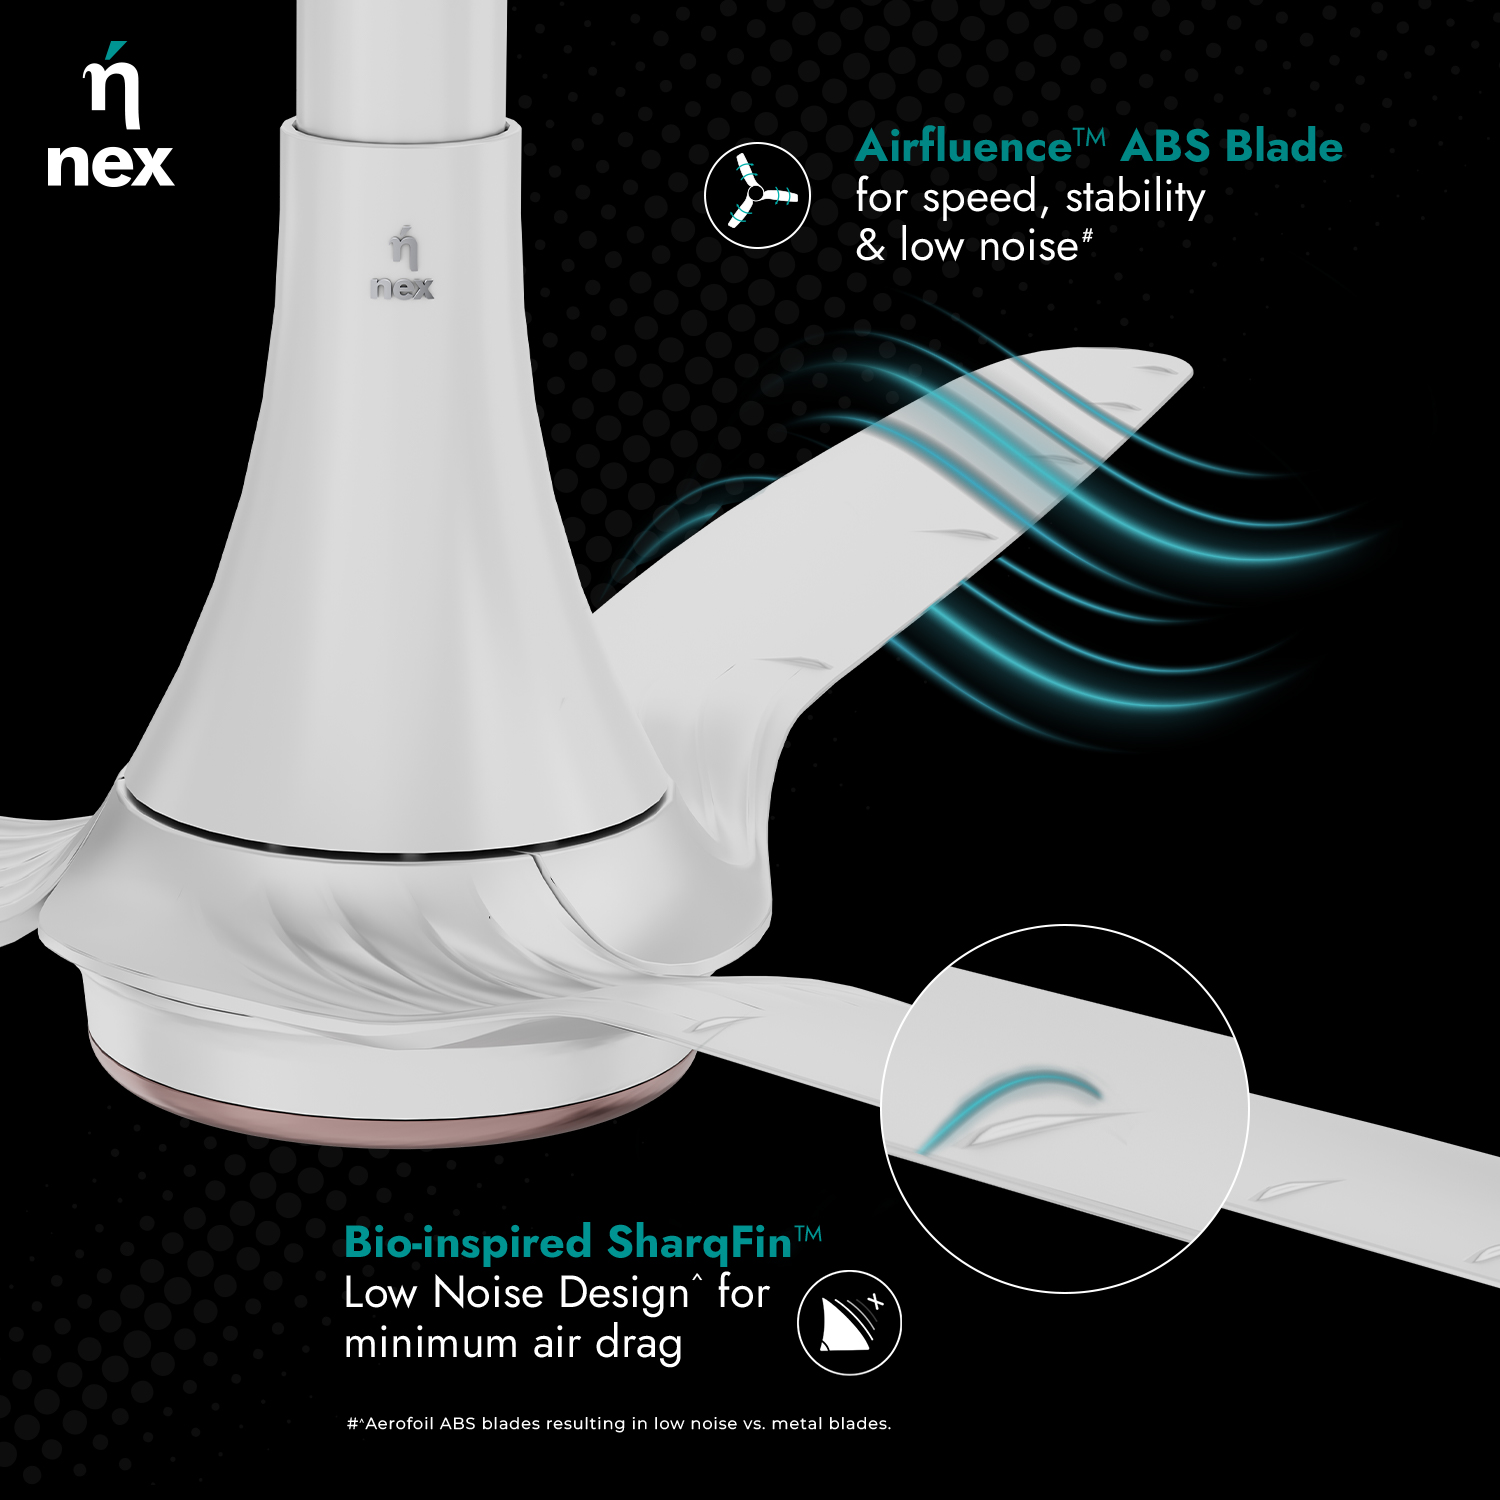 ή
nex
ή
nex
Airfluence™ ABS Blade
for speed, stability
& low noise#
Bio-inspired SharqFin™
Low Noise Design^ for
minimum air drag
#^Aerofoil ABS blades resulting in low noise vs. metal blades.